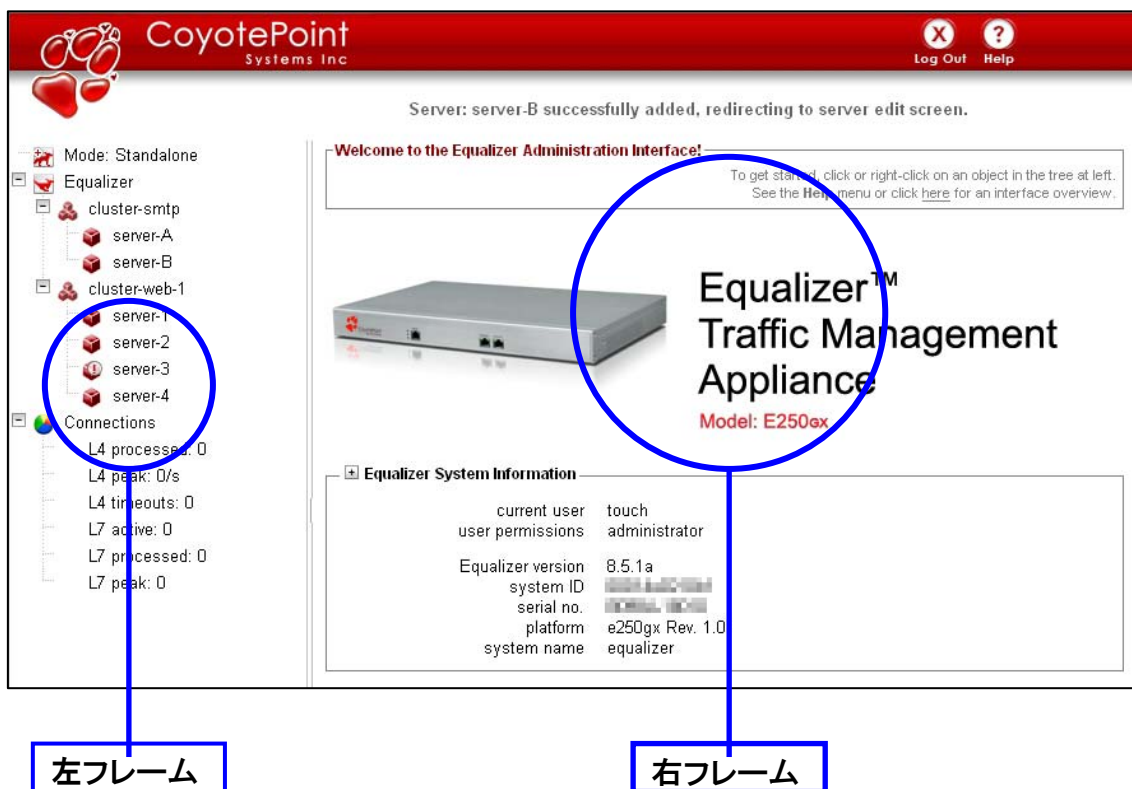 CoyotePoint
Systems Inc
Log Out
Help
Server: server-B successfully added, redirecting to server edit screen.
Mode: Standalone
Equalizer
cluster-smtp
server-A
server-B
cluster-web-1
server-1
server-2
server-3
server-4
Connections
L4 processed: 0
L4 peak: 0/s
L4 timeouts: 0
L7 active: 0
L7 processed: 0
L7 peak: 0
Welcome to the Equalizer Administration Interface!
To get started, click or right-click on an object in the tree at left.
See the Help menu or click here for an interface overview.
Equalizer™
Traffic Management
Appliance
Model: E250GX
Equalizer System Information
current user touch
user permissions administrator
Equalizer version 8.5.1a
system ID
serial no.
platform e250gx Rev. 1.0
system name equalizer
左フレーム
右フレーム